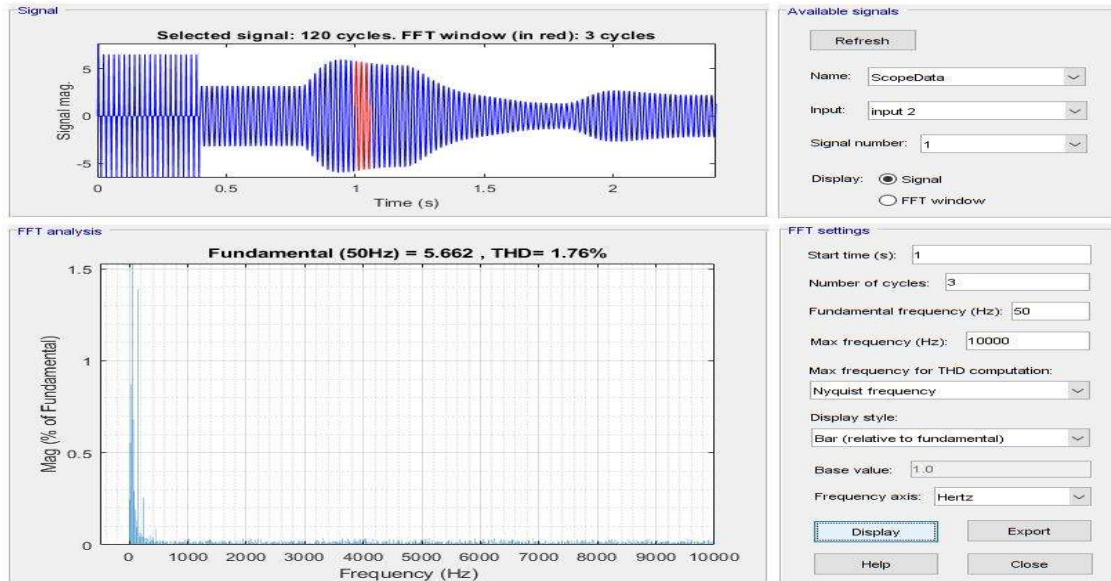 Signal
Selected signal: 120 cycles. FFT window (in red): 3 cycles
Signal mag.
5
0
-5
0
0.5
1
1.5
2
Time (s)
Available signals
Refresh
Name: ScopeData
Input: input 2
Signal number: 1
Display: Signal
FFT window
FFT analysis
Fundamental (50Hz) = 5.662 , THD= 1.76%
Mag (% of Fundamental)
1.5
1
0.5
0
0 1000 2000 3000 4000 5000 6000 7000 8000 9000 10000
Frequency (Hz)
FFT settings
Start time (s): 1
Number of cycles: 3
Fundamental frequency (Hz): 50
Max frequency (Hz): 10000
Max frequency for THD computation:
Nyquist frequency
Display style:
Bar (relative to fundamental)
Base value: 1.0
Frequency axis: Hertz
Display Export
Help Close